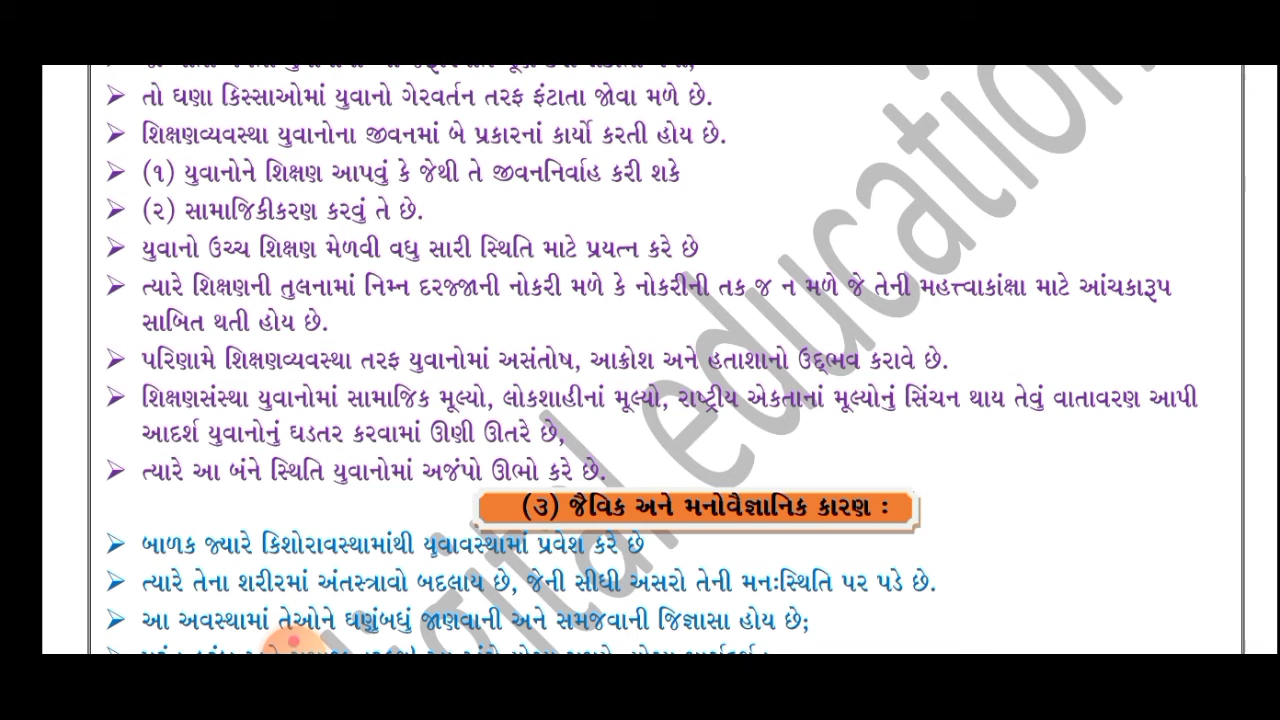 ➢ તો ઘણા કિસ્સાઓમાં યુવાનો ગેરવર્તન તરફ ફંટાતા જોવા મળે છે.
➢ શિક્ષણવ્યવસ્થા યુવાનોના જીવનમાં બે પ્રકારનાં કાર્યો કરતી હોય છે.
➢ (૧) યુવાનોને શિક્ષણ આપવું કે જેથી તે જીવનનિર્વાહ કરી શકે
➢ (૨) સામાજિકીકરણ કરવું તે છે.
➢ યુવાનો ઉચ્ચ શિક્ષણ મેળવી વધુ સારી સ્થિતિ માટે પ્રયત્ન કરે છે
➢ ત્યારે શિક્ષણની તુલનામાં નિમ્ન દરજ્જાની નોકરી મળે કે નોકરીની તક જ ન મળે જે તેની મહત્ત્વાકાંક્ષા માટે આંચકારૂપ
સાબિત થતી હોય છે.
➢ પરિણામે શિક્ષણવ્યવસ્થા તરફ યુવાનોમાં અસંતોષ, આક્રોશ અને હતાશાનો ઉદ્ભવ કરાવે છે.
➢ શિક્ષણસંસ્થા યુવાનોમાં સામાજિક મૂલ્યો, લોકશાહીનાં મૂલ્યો, રાષ્ટ્રીય એકતાનાં મૂલ્યોનું સિંચન થાય તેવું વાતાવરણ આપી
આદર્શ યુવાનોનું ઘડતર કરવામાં ઊણી ઊતરે છે,
➢ ત્યારે આ બંને સ્થિતિ યુવાનોમાં અજંપો ઊભો કરે છે.
(૩) જૈવિક અને મનોવૈજ્ઞાનિક કારણ :
➢ બાળક જ્યારે કિશોરાવસ્થામાંથી યુવાવસ્થામાં પ્રવેશ કરે છે
➢ ત્યારે તેના શરીરમાં અંતસ્ત્રાવો બદલાય છે, જેની સીધી અસરો તેની મનઃસ્થિતિ પર પડે છે.
➢ આ અવસ્થામાં તેઓને ઘણુંબધું જાણવાની અને સમજવાની જિજ્ઞાસા હોય છે;
digital education